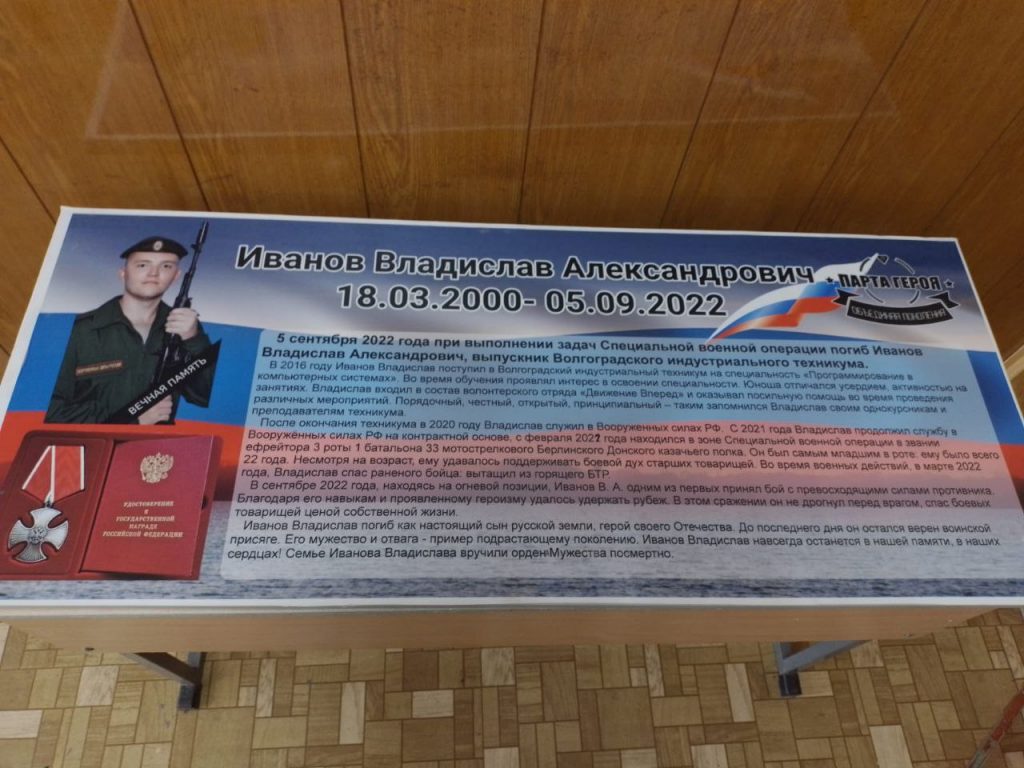 Иванов Владислав Александрович
18.03.2000- 05.09.2022
ПАРТА ГЕРОЯ
ОБЪЕДИНЯЯ ПОКОЛЕНИЯ
ВЕЧНАЯ ПАМЯТЬ
5 сентября 2022 года при выполнении задач Специальной военной операции погиб Иванов
Владислав Александрович, выпускник Волгоградского индустриального техникума.
В 2016 году Иванов Владислав поступил в Волгоградский индустриальный техникум на специальность «Программирование в
компьютерных системах». Во время обучения проявлял интерес в освоении специальности. Юноша отличался усердием, активностью на
занятиях. Владислав входил в состав волонтерского отряда «Движение Вперед» и оказывал посильную помощь во время проведения
различных мероприятий. Порядочный, честный, открытый, принципиальный – таким запомнился Владислав своим однокурсникам и
преподавателям техникума.
После окончания техникума в 2020 году Владислав служил в Вооруженных силах РФ. С 2021 года Владислав продолжил службу в
Вооружённых силах РФ на контрактной основе, с февраля 2022 года находился в зоне Специальной военной операции в звании
ефрейтора 3 роты 1 батальона 33 мотострелкового Берлинского Донского казачьего полка. Он был самым младшим в роте: ему было всего
22 года. Несмотря на возраст, ему удавалось поддерживать боевой дух старших товарищей. Во время военных действий, в марте 2022
года, Владислав спас раненого бойца: вытащил из горящего БТР
В сентябре 2022 года, находясь на огневой позиции, Иванов В. А. одним из первых принял бой с превосходящими силами противника.
Благодаря его навыкам и проявленному героизму удалось удержать рубеж. В этом сражении он не дрогнул перед врагом, спас боевых
товарищей ценой собственной жизни.
Иванов Владислав погиб как настоящий сын русской земли, герой своего Отечества. До последнего дня он остался верен воинской
присяге. Его мужество и отвага - пример подрастающему поколению. Иванов Владислав навсегда останется в нашей памяти, в наших
сердцах! Семье Иванова Владислава вручили орден Мужества посмертно.
УДОСТОВЕРЕНИЕ
К
ГОСУДАРСТВЕННОЙ
НАГРАДЕ
РОССИЙСКОЙ ФЕДЕРАЦИИ